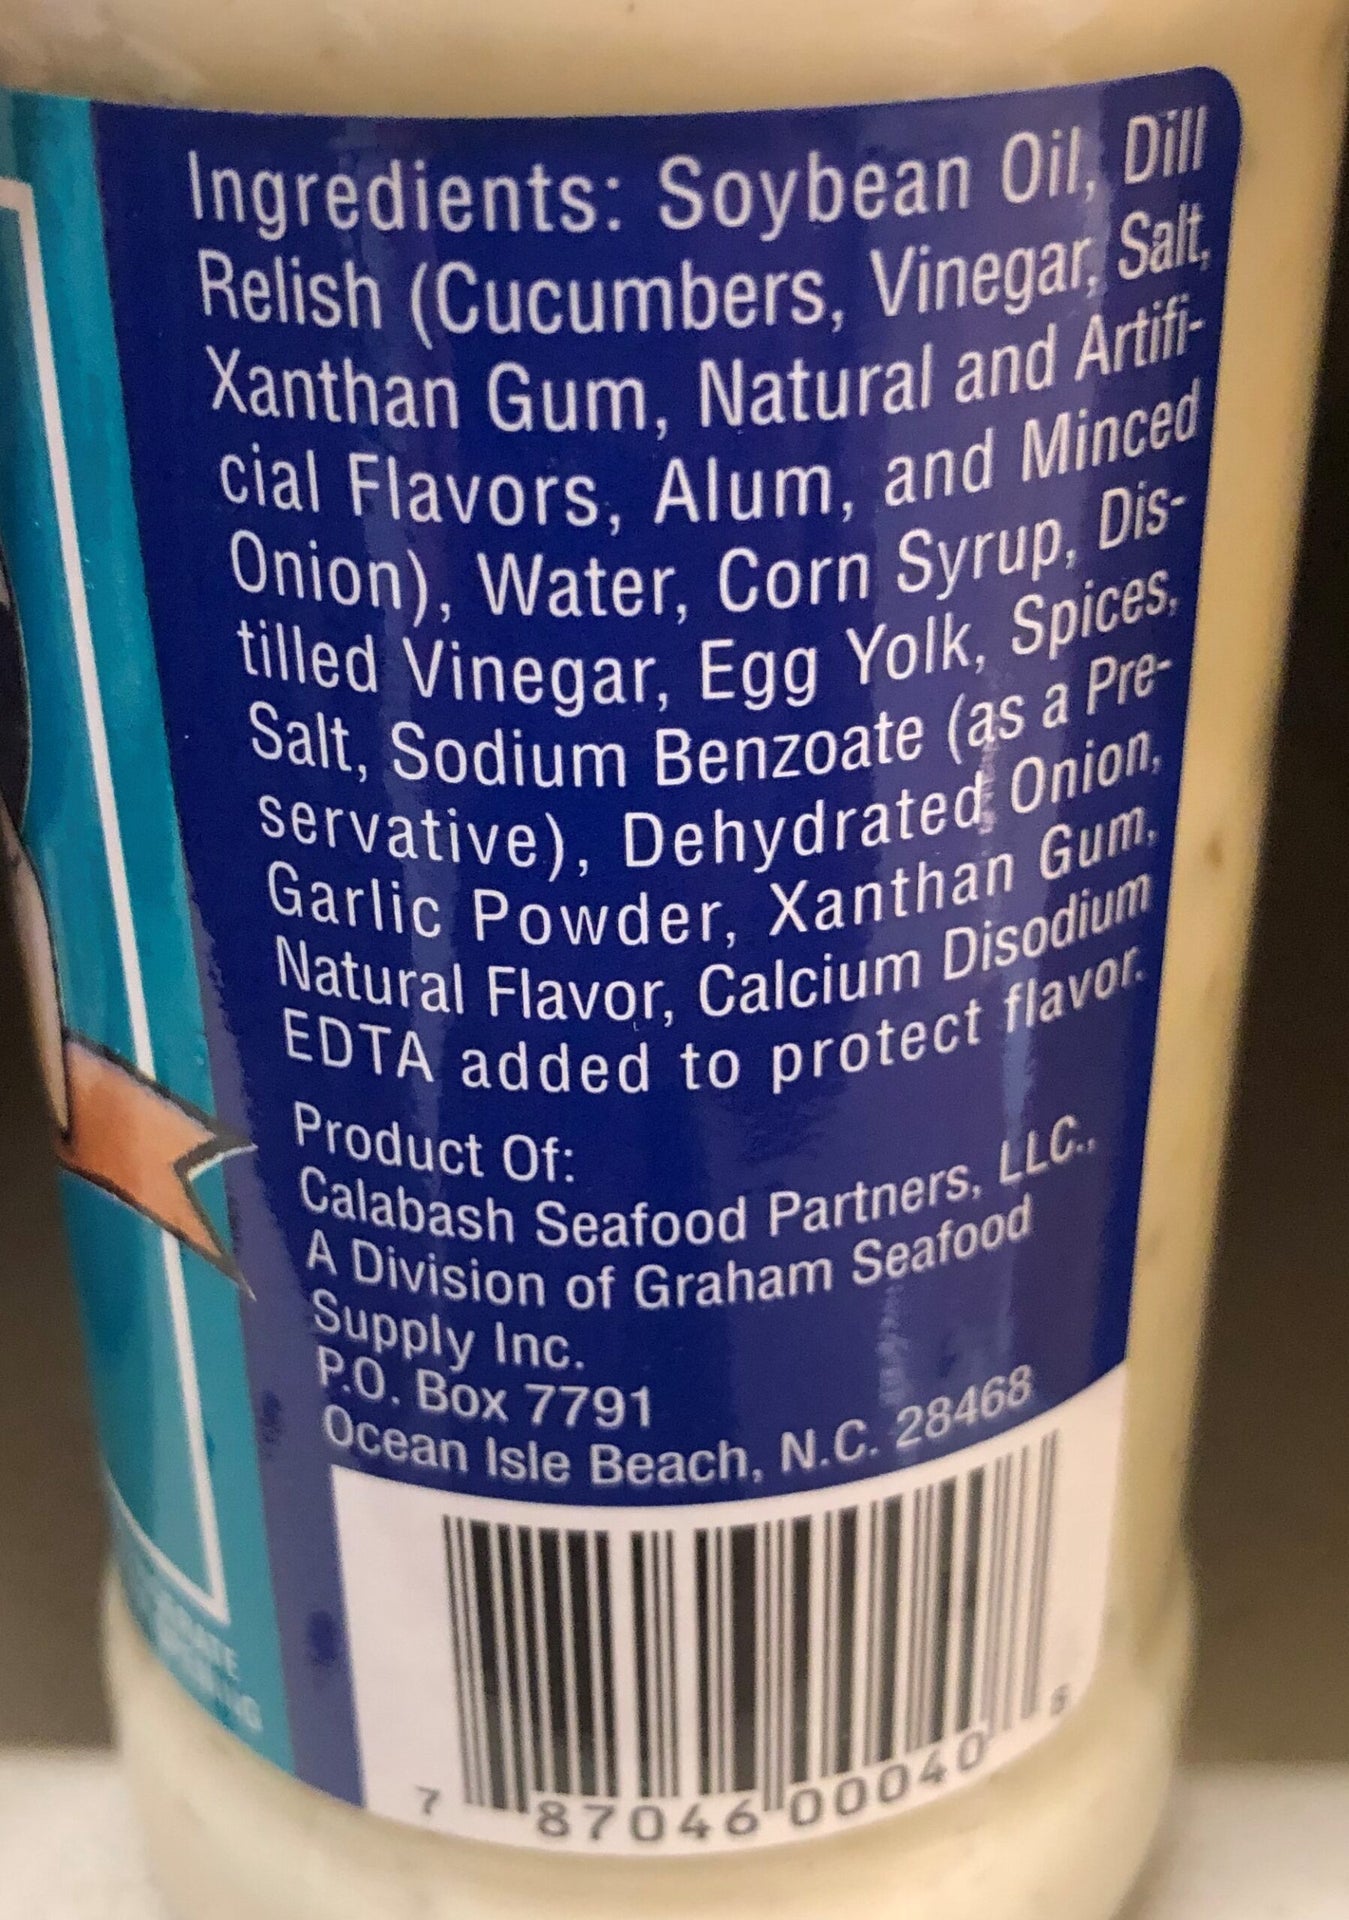 Ingredients: Soybean Oil, Dill
Relish (Cucumbers, Vinegar, Salt,
Xanthan Gum, Natural and Artifi-
cial Flavors, Alum, and Minced
Onion), Water, Corn Syrup, Dis-
tilled Vinegar, Egg Yolk, Spices,
Salt, Sodium Benzoate (as a Pre-
servative), Dehydrated Onion,
Garlic Powder, Xanthan Gum,
Natural Flavor, Calcium Disodium
EDTA added to protect flavor.
Product Of:
Calabash Seafood Partners, LLC.,
A Division of Graham Seafood
Supply Inc.
P.O. Box 7791
Ocean Isle Beach, N.C. 28468
7 87046 00040